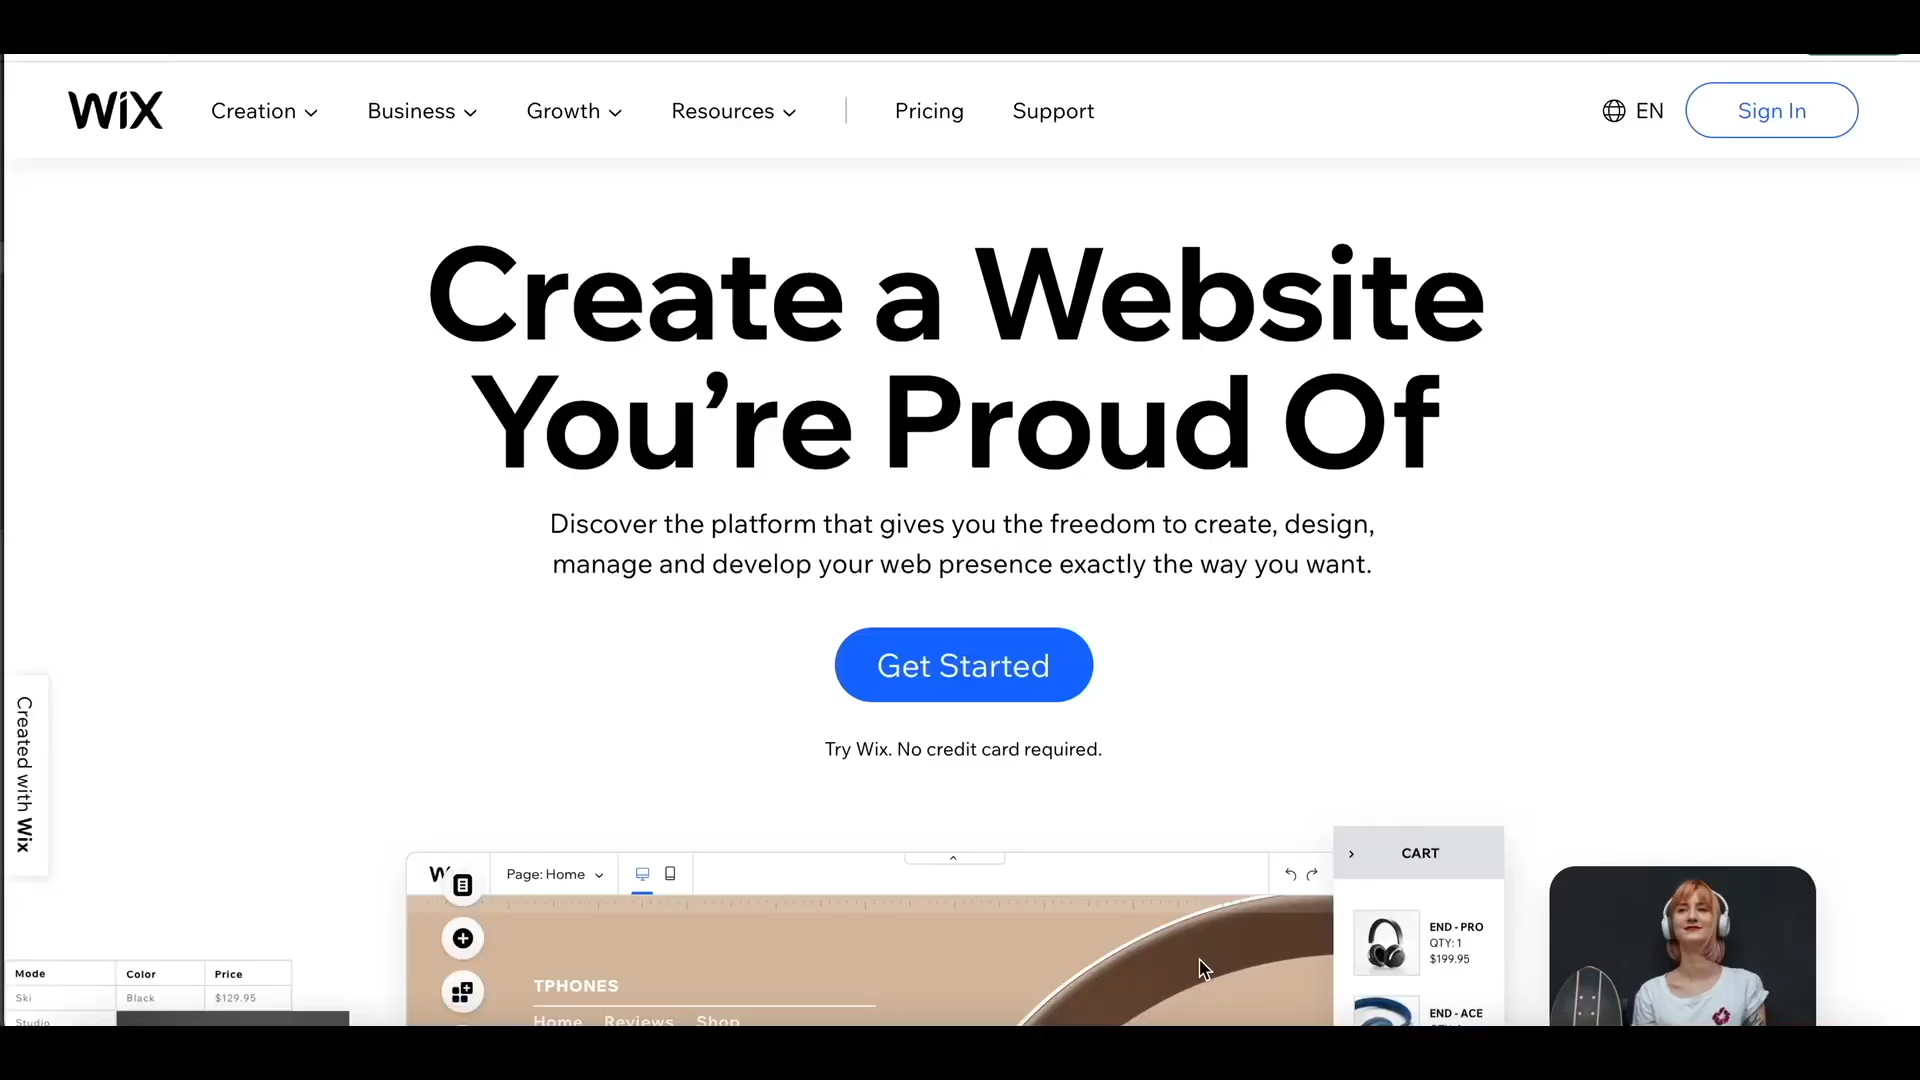 WiX
Creation
Business
Growth
Resources
Pricing
Support
EN
Sign In
Create a Website
You’re Proud Of
Discover the platform that gives you the freedom to create, design,
manage and develop your web presence exactly the way you want.
Get Started
Try Wix. No credit card required.
Created with Wix
Page: Home
CART
END - PRO
QTY: 1
$199.95
END - ACE
TPHONES
Home Reviews Shop
Mode Color Price
Ski Black $129.95
Studio